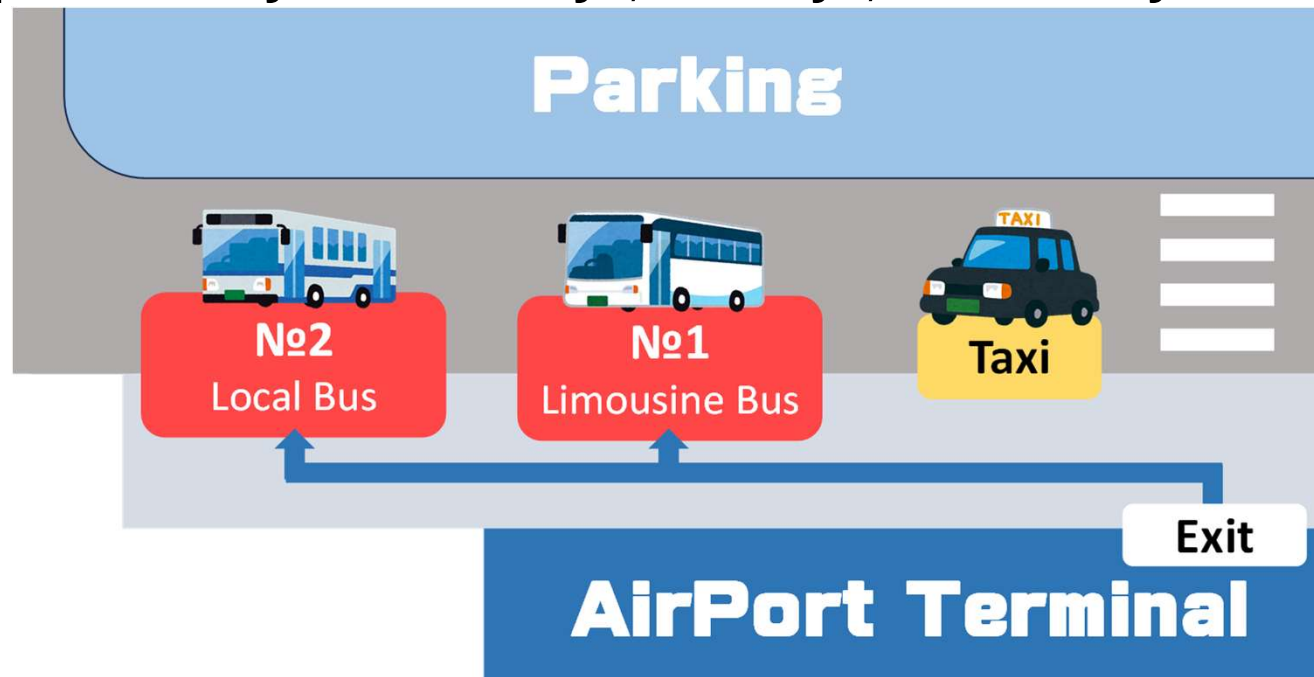 Parking
TAXI
№2
Local Bus
№1
Limousine Bus
Taxi
Exit
AirPort Terminal